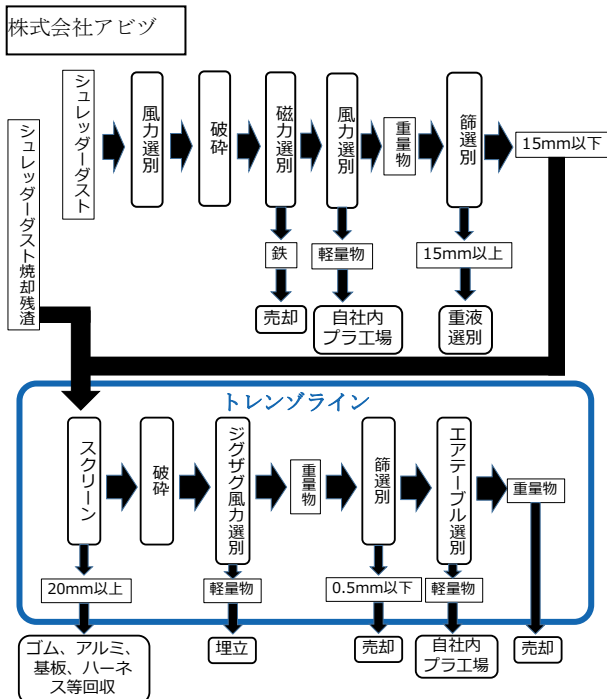 株式会社アビヅ
シュレッダーダスト
風力選別
破砕
磁力選別
風力選別
重量物
篩選別
15mm以下
シュレッダーダスト焼却残渣
鉄
軽量物
15mm以上
売却
自社内
プラ工場
重液
選別
トレンゾライン
スクリーン
破砕
ジグザグ風力選別
重量物
篩選別
エアテーブル選別
重量物
20mm以上
軽量物
0.5mm以下
軽量物
ゴム、アルミ、
基板、ハーネ
ス等回収
埋立
売却
自社内
プラ工場
売却